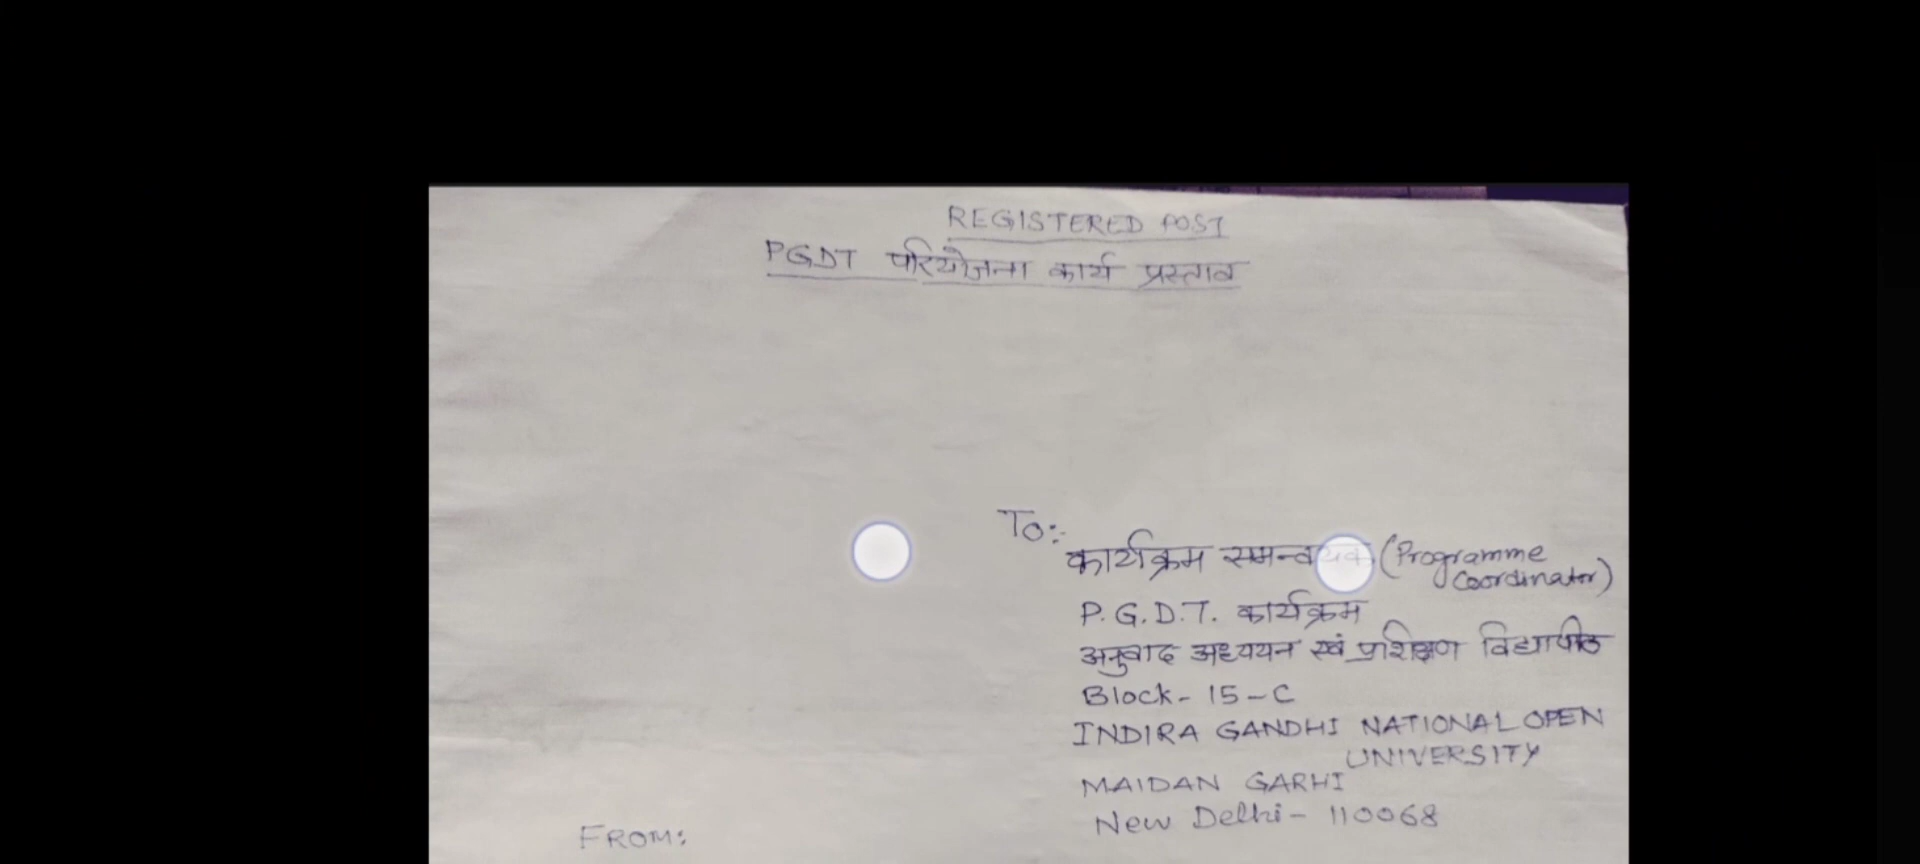 REGISTERED POST
PGDT परियोजना कार्य प्रस्ताव
To:-
कार्यक्रम समन्वयक (Programme
Coordinator)
P.G.D.T. कार्यक्रम
अनुवाद अध्ययन एवं प्रशिक्षण विद्यापीठ
Block- 15-C
INDIRA GANDHI NATIONAL OPEN
UNIVERSITY
MAIDAN GARHI
New Delhi- 110068
FROM: